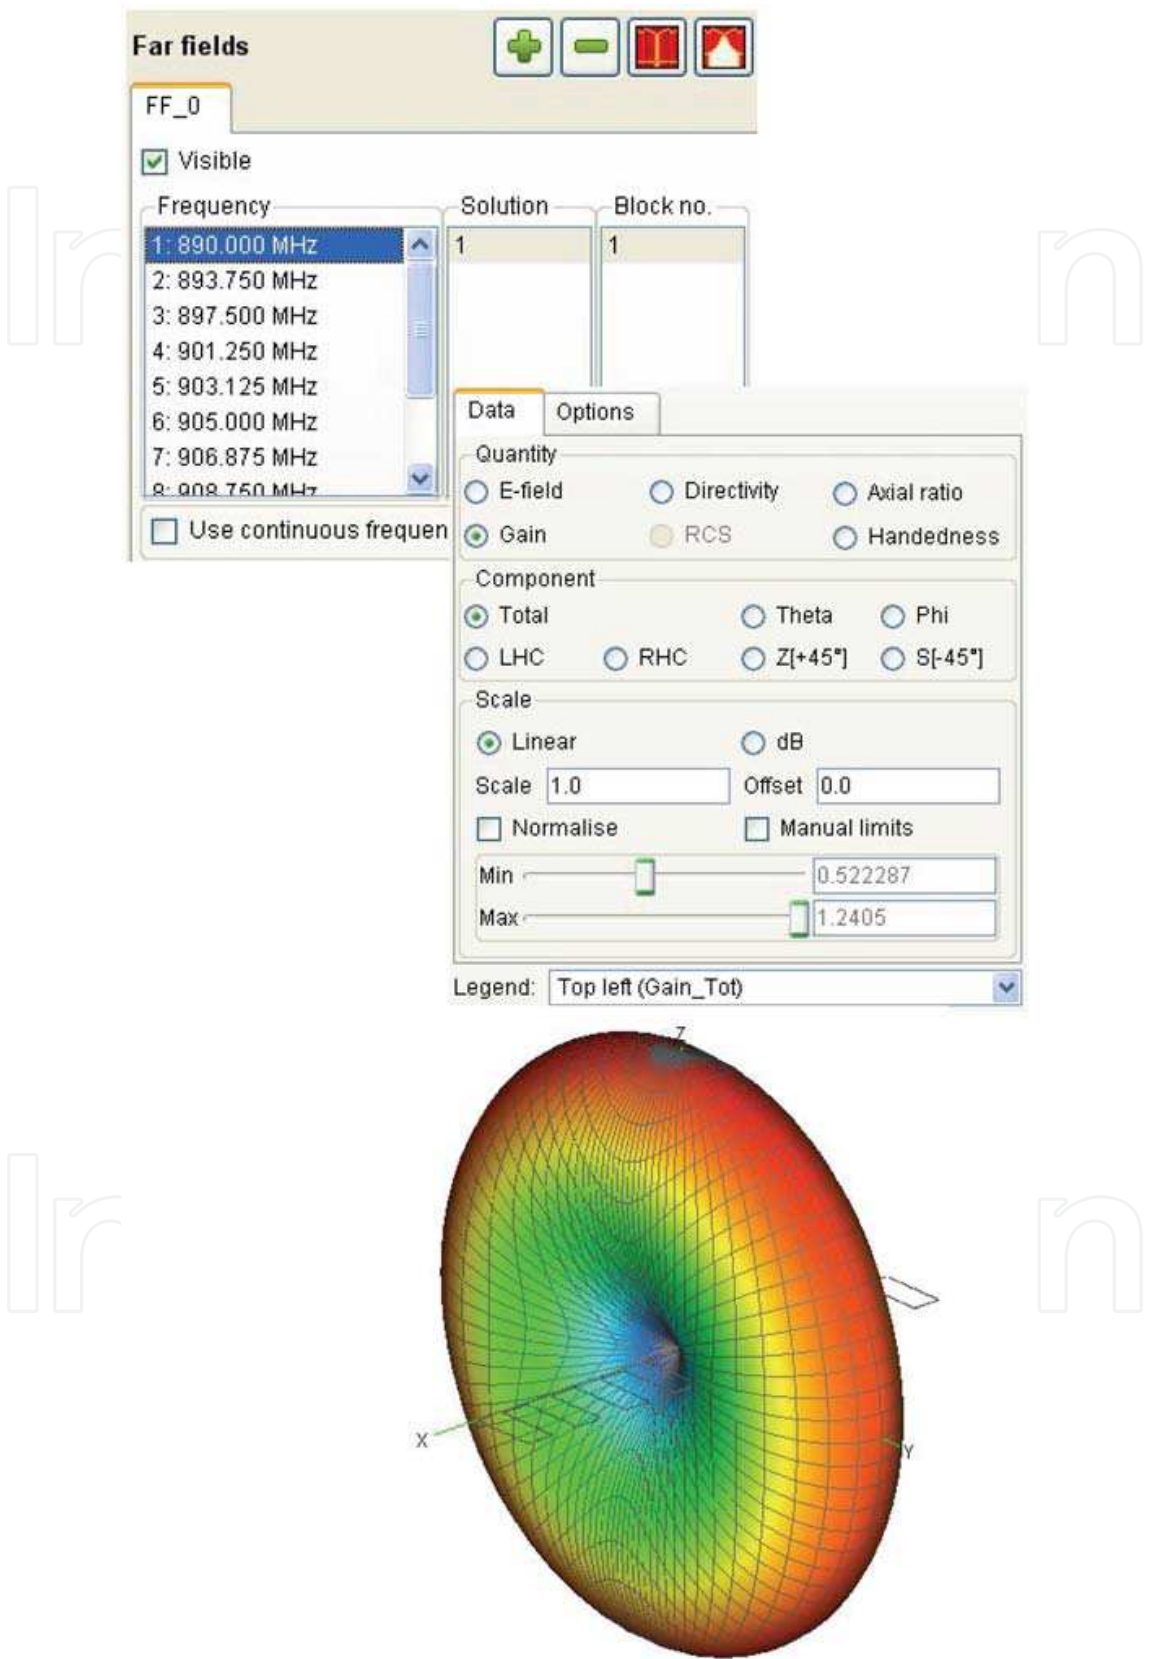 Far fields
FF_0
Visible
Frequency Solution Block no.
1: 890.000 MHz 1 1
2: 893.750 MHz
3: 897.500 MHz
4: 901.250 MHz
5: 903.125 MHz
6: 905.000 MHz
7: 906.875 MHz
8: 908.750 MHz
Use continuous frequen
Data Options
Quantity
E-field Directivity Axial ratio
Gain RCS Handedness
Component
Total Theta Phi
LHC RHC Z[+45°] S[-45°]
Scale
Linear dB
Scale 1.0 Offset 0.0
Normalise Manual limits
Min 0.522287
Max 1.2405
Legend: Top left (Gain_Tot)
Z
X
Y